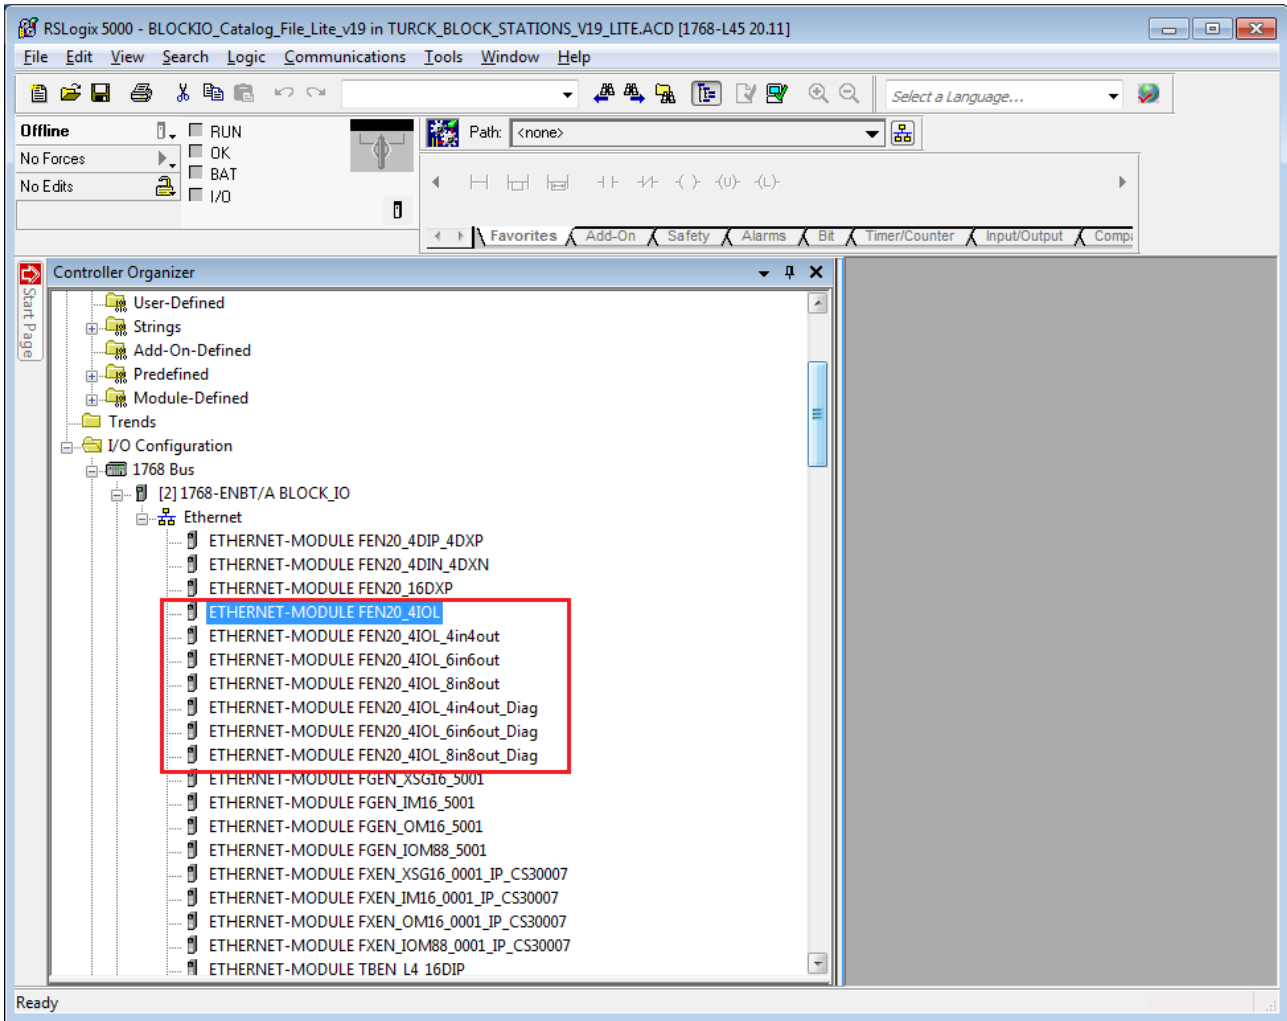 RSLogix 5000 - BLOCKIO_Catalog_File_Lite_v19 in TURCK_BLOCK_STATIONS_V19_LITE.ACD [1768-L45 20.11]
File Edit View Search Logic Communications Tools Window Help
Select a Language...
Offline
RUN
Path: <none>
No Forces
OK
BAT
No Edits
I/O
Favorites Add-On Safety Alarms Bit Timer/Counter Input/Output Compa
Start Page
Controller Organizer
User-Defined
Strings
Add-On-Defined
Predefined
Module-Defined
Trends
I/O Configuration
1768 Bus
[2] 1768-ENBT/A BLOCK_IO
Ethernet
ETHERNET-MODULE FEN20_4DIP_4DXP
ETHERNET-MODULE FEN20_4DIN_4DXN
ETHERNET-MODULE FEN20_16DXP
ETHERNET-MODULE FEN20_4IOL
ETHERNET-MODULE FEN20_4IOL_4in4out
ETHERNET-MODULE FEN20_4IOL_6in6out
ETHERNET-MODULE FEN20_4IOL_8in8out
ETHERNET-MODULE FEN20_4IOL_4in4out_Diag
ETHERNET-MODULE FEN20_4IOL_6in6out_Diag
ETHERNET-MODULE FEN20_4IOL_8in8out_Diag
ETHERNET-MODULE FGEN_XSG16_5001
ETHERNET-MODULE FGEN_IM16_5001
ETHERNET-MODULE FGEN_OM16_5001
ETHERNET-MODULE FGEN_IOM88_5001
ETHERNET-MODULE FXEN_XSG16_0001_IP_CS30007
ETHERNET-MODULE FXEN_IM16_0001_IP_CS30007
ETHERNET-MODULE FXEN_OM16_0001_IP_CS30007
ETHERNET-MODULE FXEN_IOM88_0001_IP_CS30007
ETHERNET-MODULE TBEN_L4_16DIP
Ready